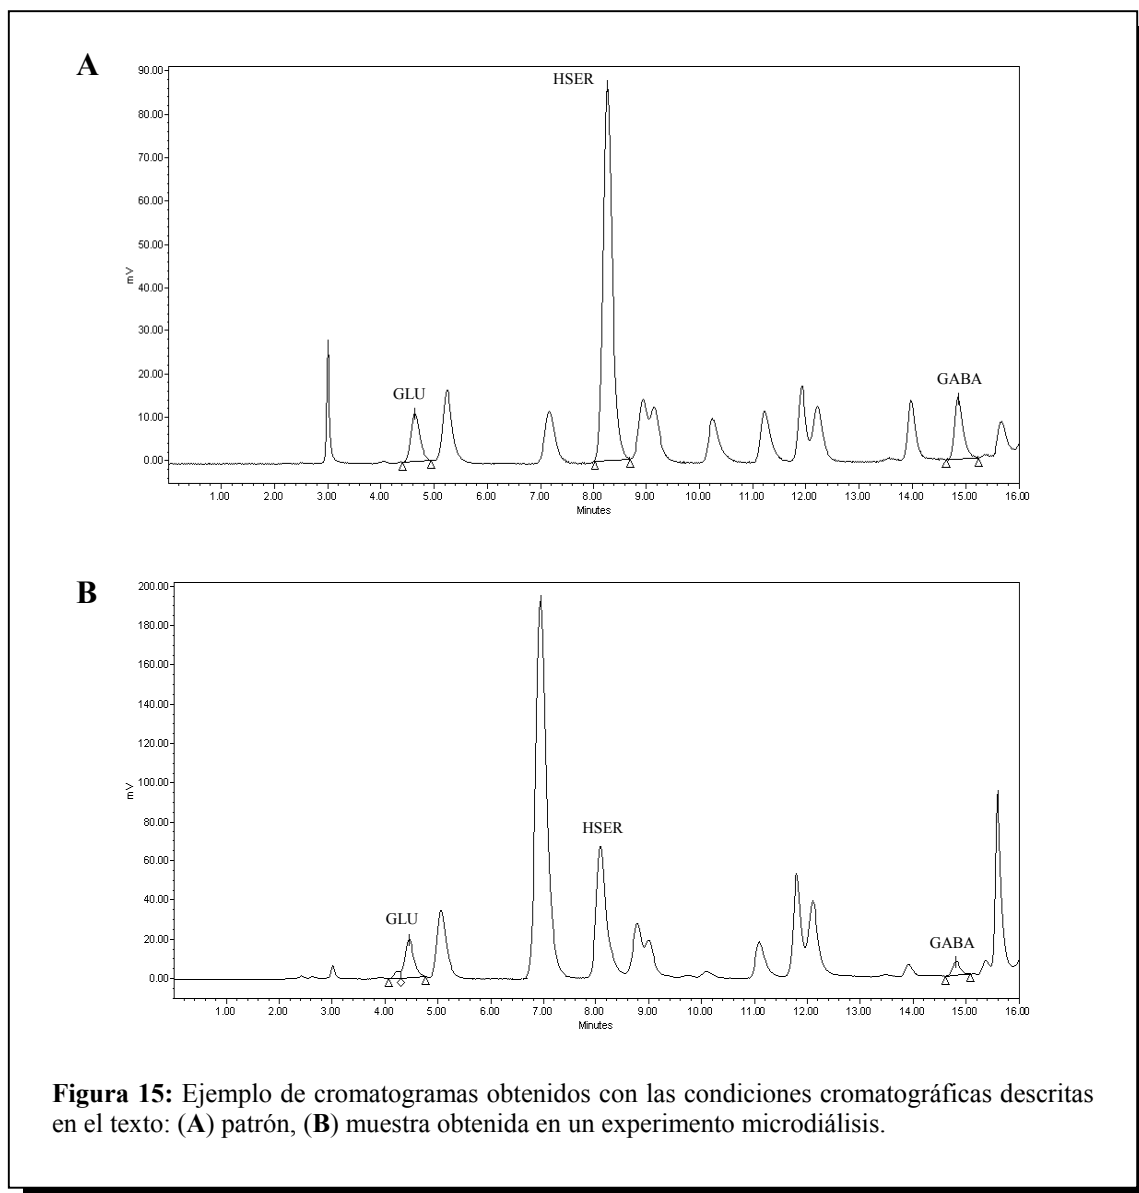 A
HSER
GLU
GABA
90.00
80.00
70.00
60.00
50.00
40.00
30.00
20.00
10.00
0.00
mV
1.00 2.00 3.00 4.00 5.00 6.00 7.00 8.00 9.00 10.00 11.00 12.00 13.00 14.00 15.00 16.00
Minutes
B
HSER
GLU
GABA
200.00
180.00
160.00
140.00
120.00
100.00
80.00
60.00
40.00
20.00
0.00
mV
1.00 2.00 3.00 4.00 5.00 6.00 7.00 8.00 9.00 10.00 11.00 12.00 13.00 14.00 15.00 16.00
Minutes
Figura 15: Ejemplo de cromatogramas obtenidos con las condiciones cromatográficas descritas
en el texto: (A) patrón, (B) muestra obtenida en un experimento microdiálisis.